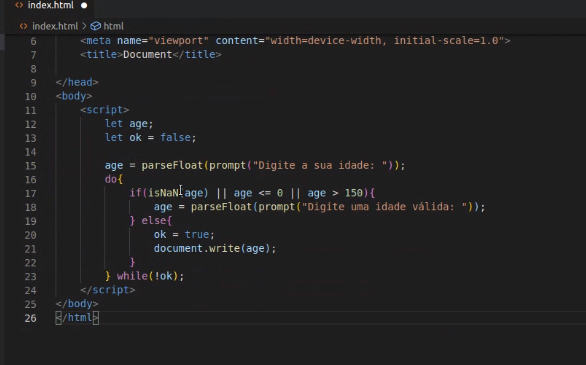 index.html
index.html > html
6 <meta name="viewport" content="width=device-width, initial-scale=1.0">
7 <title>Document</title>
8
9 </head>
10 <body>
11 <script>
12 let age;
13 let ok = false;
14
15 age = parseFloat(prompt("Digite a sua idade: "));
16 do{
17 if(isNaN(age) || age <= 0 || age > 150){
18 age = parseFloat(prompt("Digite uma idade válida: "));
19 } else{
20 ok = true;
21 document.write(age);
22 }
23 } while(!ok);
24 </script>
25 </body>
26 </html>